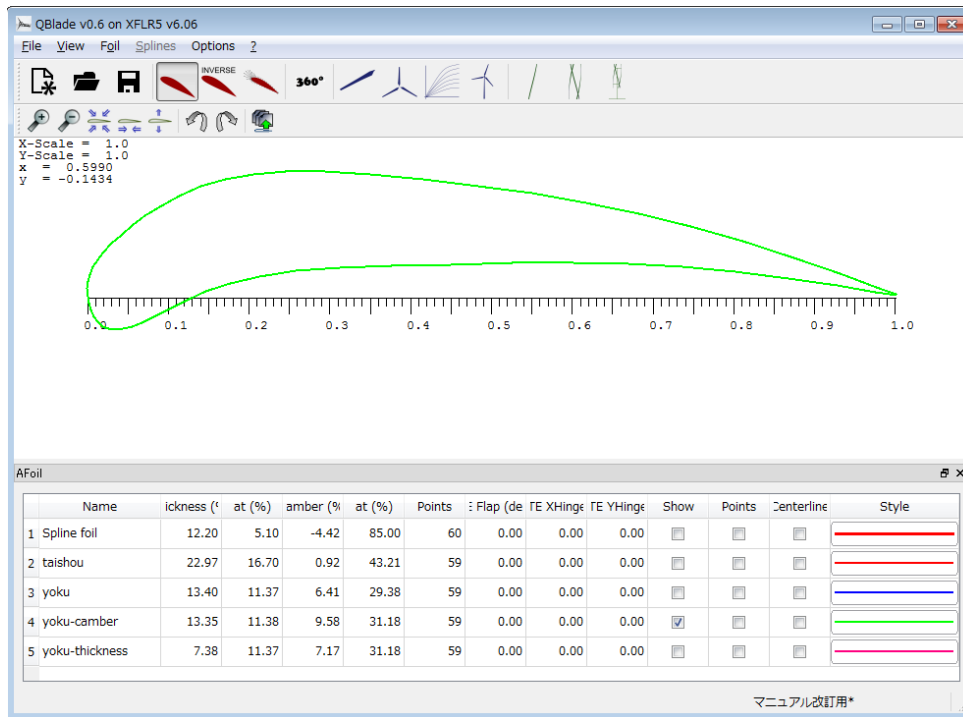 QBlade v0.6 on XFLR5 v6.06
File View Foil Splines Options ?
INVERSE
360°
X-Scale = 1.0
Y-Scale = 1.0
x = 0.5990
y = -0.1434
0.0 0.1 0.2 0.3 0.4 0.5 0.6 0.7 0.8 0.9 1.0
AFoil
Name ickness (% at (%) amber (% at (%) Points E Flap (de TE XHinge TE YHinge Show Points Centerline Style
1 Spline foil 12.20 5.10 -4.42 85.00 60 0.00 0.00 0.00
2 taishou 22.97 16.70 0.92 43.21 59 0.00 0.00 0.00
3 yoku 13.40 11.37 6.41 29.38 59 0.00 0.00 0.00
4 yoku-camber 13.35 11.38 9.58 31.18 59 0.00 0.00 0.00
5 yoku-thickness 7.38 11.37 7.17 31.18 59 0.00 0.00 0.00
マニュアル改訂用*